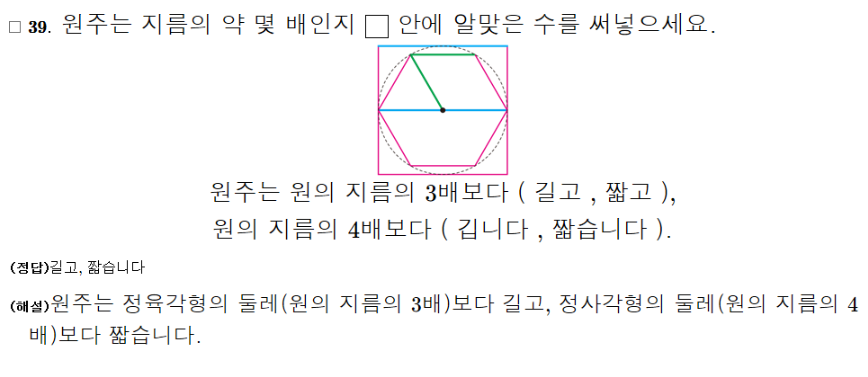 □ 39. 원주는 지름의 약 몇 배인지 □ 안에 알맞은 수를 써넣으세요.
원주는 원의 지름의 3배보다 ( 길고 , 짧고 ),
원의 지름의 4배보다 ( 깁니다 , 짧습니다 ).
(정답)길고, 짧습니다
(해설)원주는 정육각형의 둘레(원의 지름의 3배)보다 길고, 정사각형의 둘레(원의 지름의 4
배)보다 짧습니다.